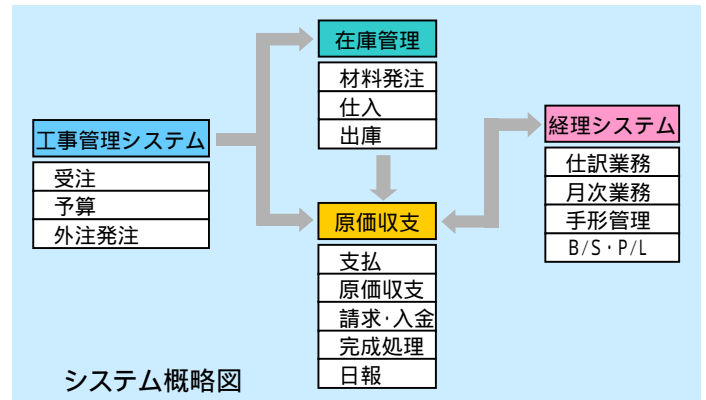 在庫管理
材料発注
仕入
出庫
工事管理システム
受注
予算
外注発注
経理システム
仕訳業務
月次業務
手形管理
B/S・P/L
原価収支
支払
原価収支
請求・入金
完成処理
日報
システム概略図